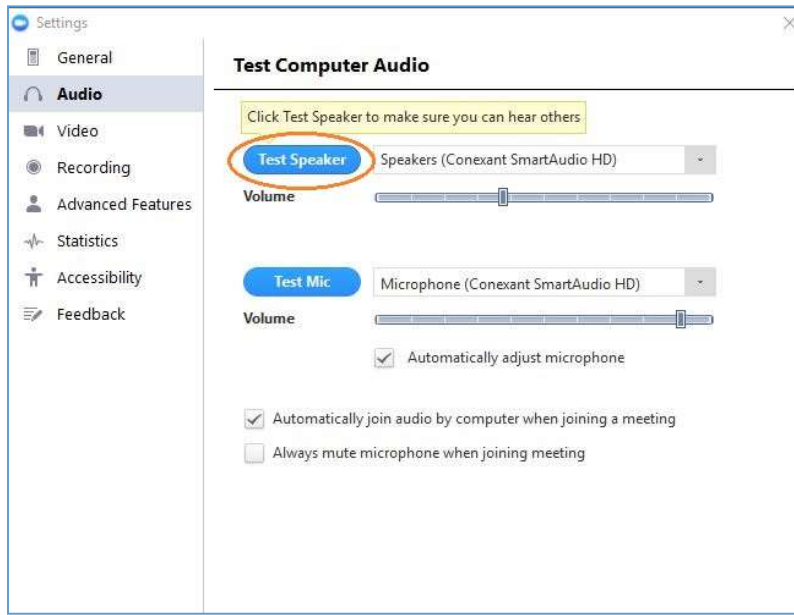 Settings
General
Audio
Video
Recording
Advanced Features
Statistics
Accessibility
Feedback
Test Computer Audio
Click Test Speaker to make sure you can hear others
Test Speaker
Speakers (Conexant SmartAudio HD)
Volume
Test Mic
Microphone (Conexant SmartAudio HD)
Volume
Automatically adjust microphone
Automatically join audio by computer when joining a meeting
Always mute microphone when joining meeting